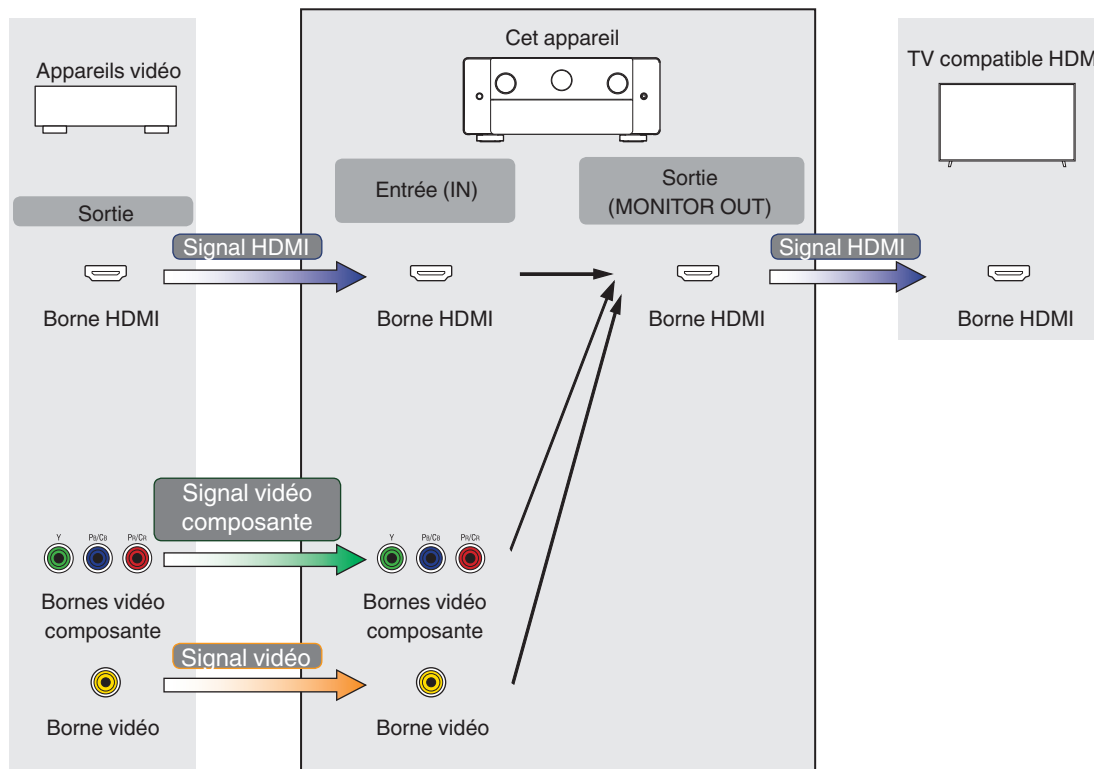 Appareils vidéo
Cet appareil
TV compatible HDM
Sortie
Entrée (IN)
Sortie
(MONITOR OUT)
Signal HDMI
Signal HDMI
Borne HDMI
Borne HDMI
Borne HDMI
Borne HDMI
Signal vidéo
composante
Y PB/CB PR/CR
Y PB/CB PR/CR
Bornes vidéo
composante
Bornes vidéo
composante
Signal vidéo
Borne vidéo
Borne vidéo